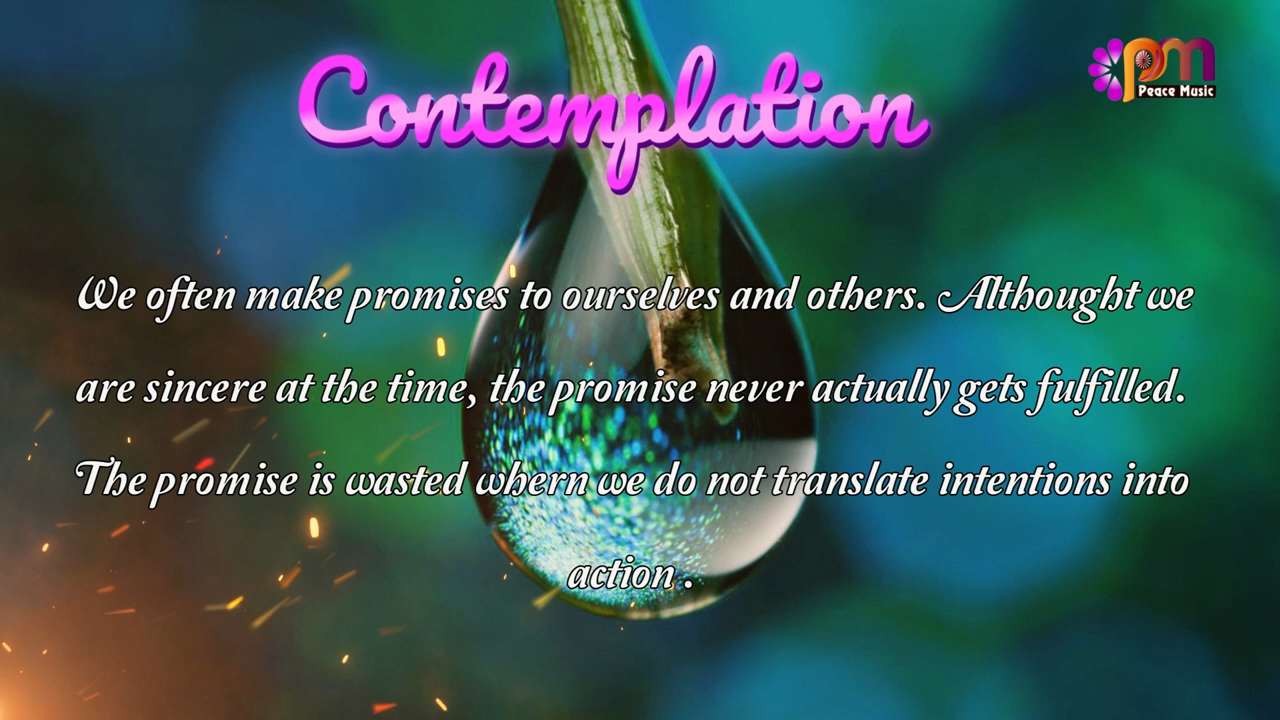 Contemplation
pm
Peace Music
We often make promises to ourselves and others. Althought we
are sincere at the time, the promise never actually gets fulfilled.
The promise is wasted whern we do not translate intentions into
action .